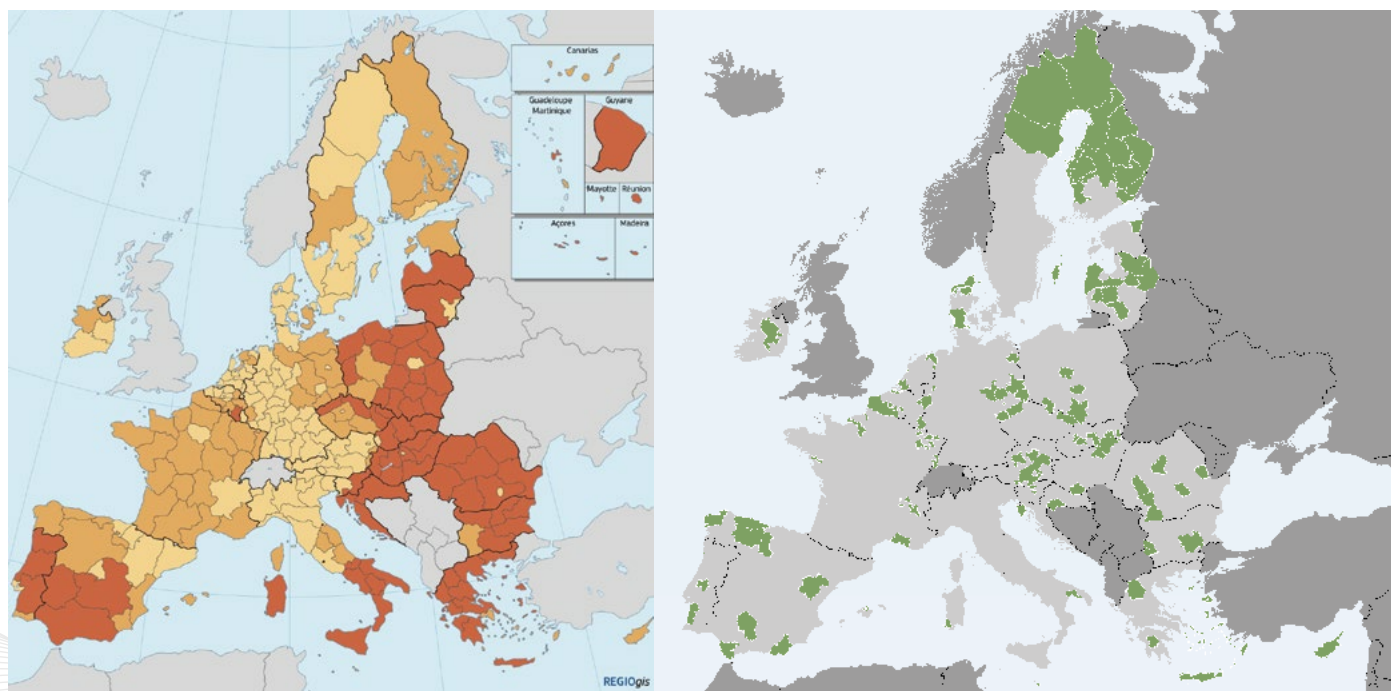 Canarias
Guadeloupe
Martinique
Guyane
Mayotte
Réunion
Açores
Madeira
REGIOgis